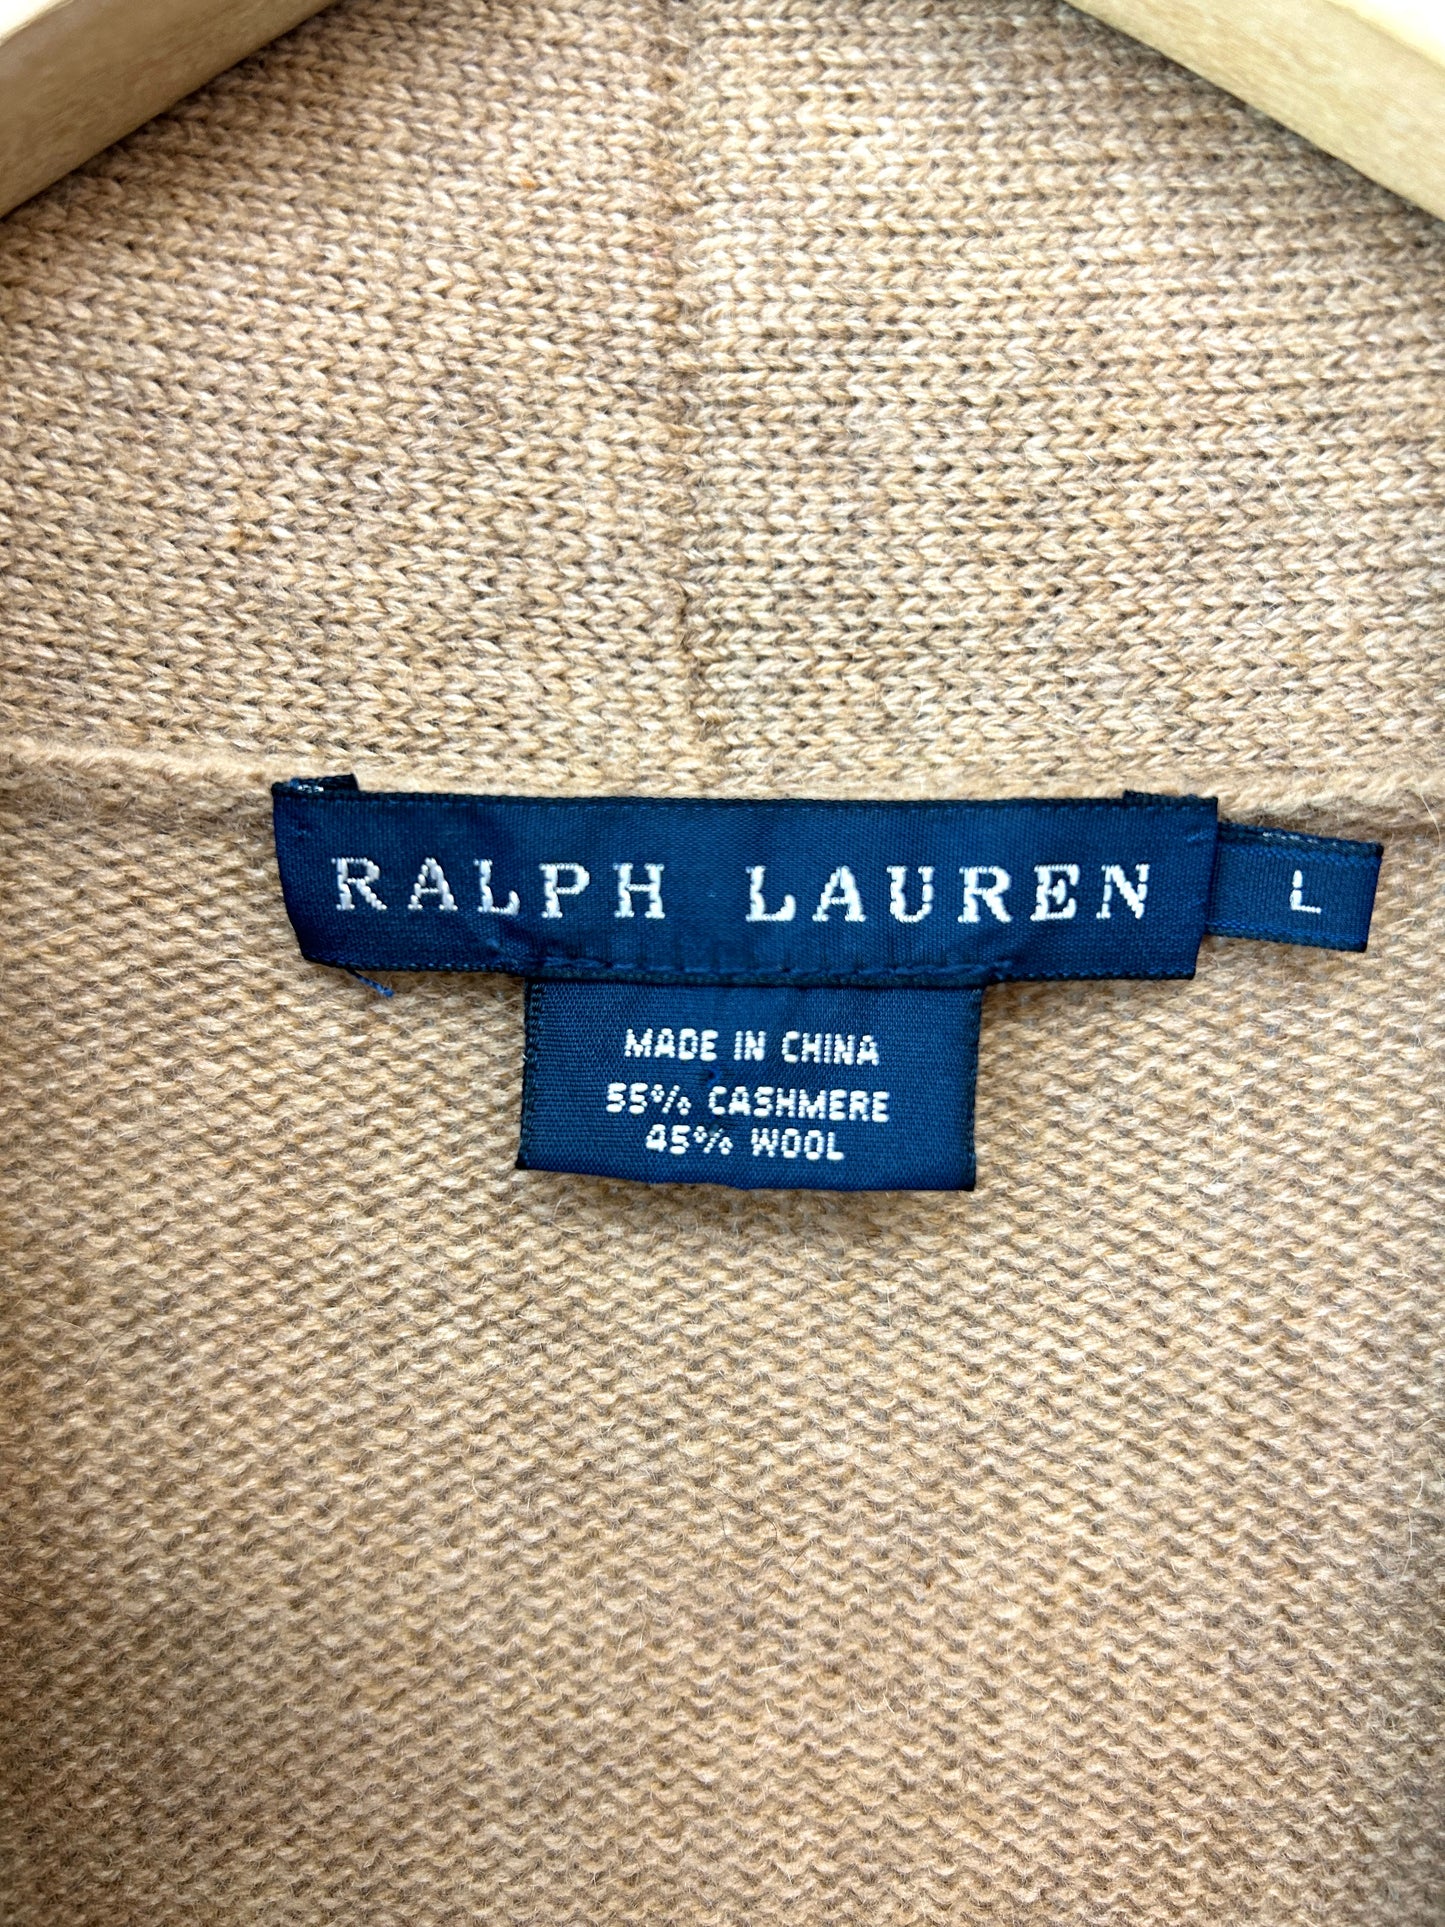 RALPH LAUREN
L
MADE IN CHINA
55% CASHMERE
45% WOOL